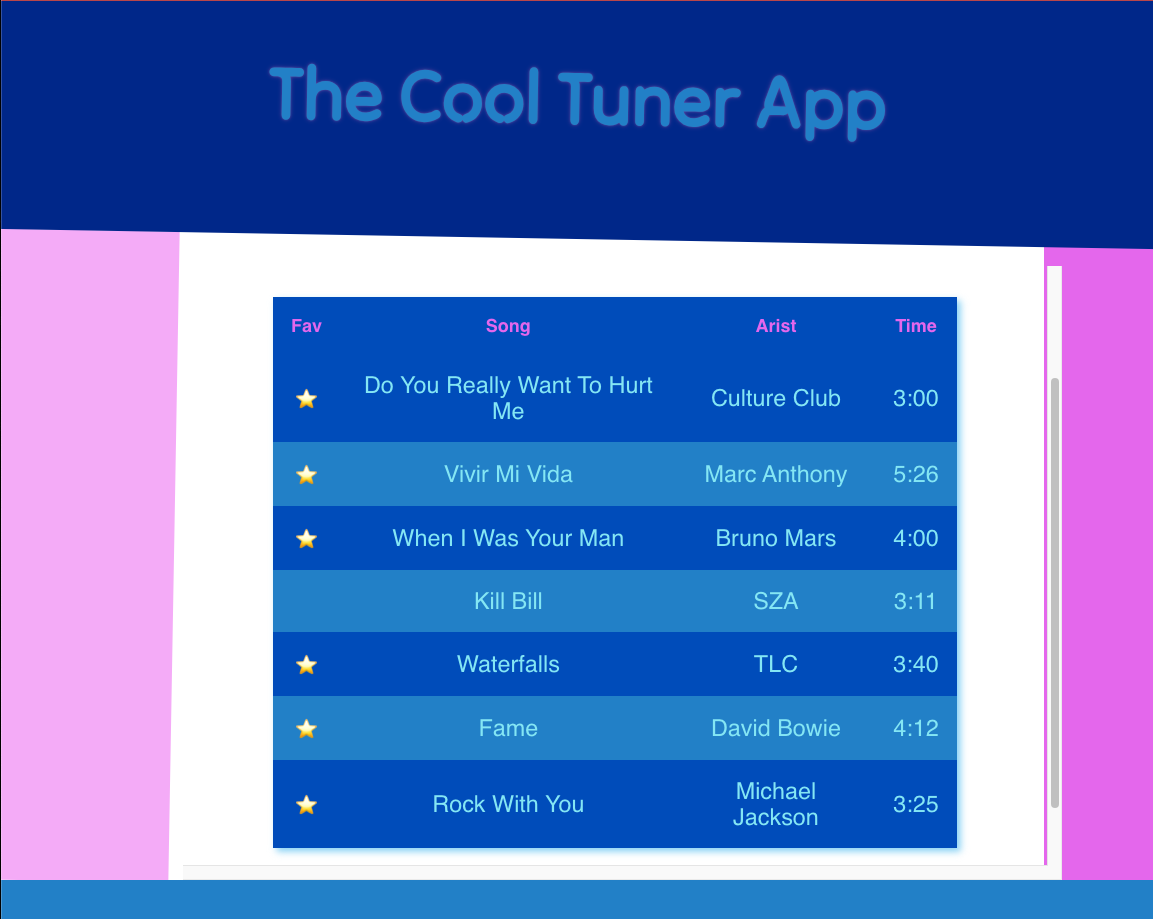 The Cool Tuner App
Fav Song Arist Time
Do You Really Want To Hurt
Me
Culture Club 3:00
Vivir Mi Vida Marc Anthony 5:26
When I Was Your Man Bruno Mars 4:00
Kill Bill SZA 3:11
Waterfalls TLC 3:40
Fame David Bowie 4:12
Rock With You
Michael
Jackson
3:25